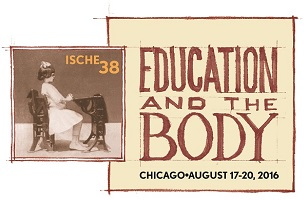 ISCHE
38
EDUCATION
AND THE
BODY
CHICAGO•AUGUST 17-20, 2016